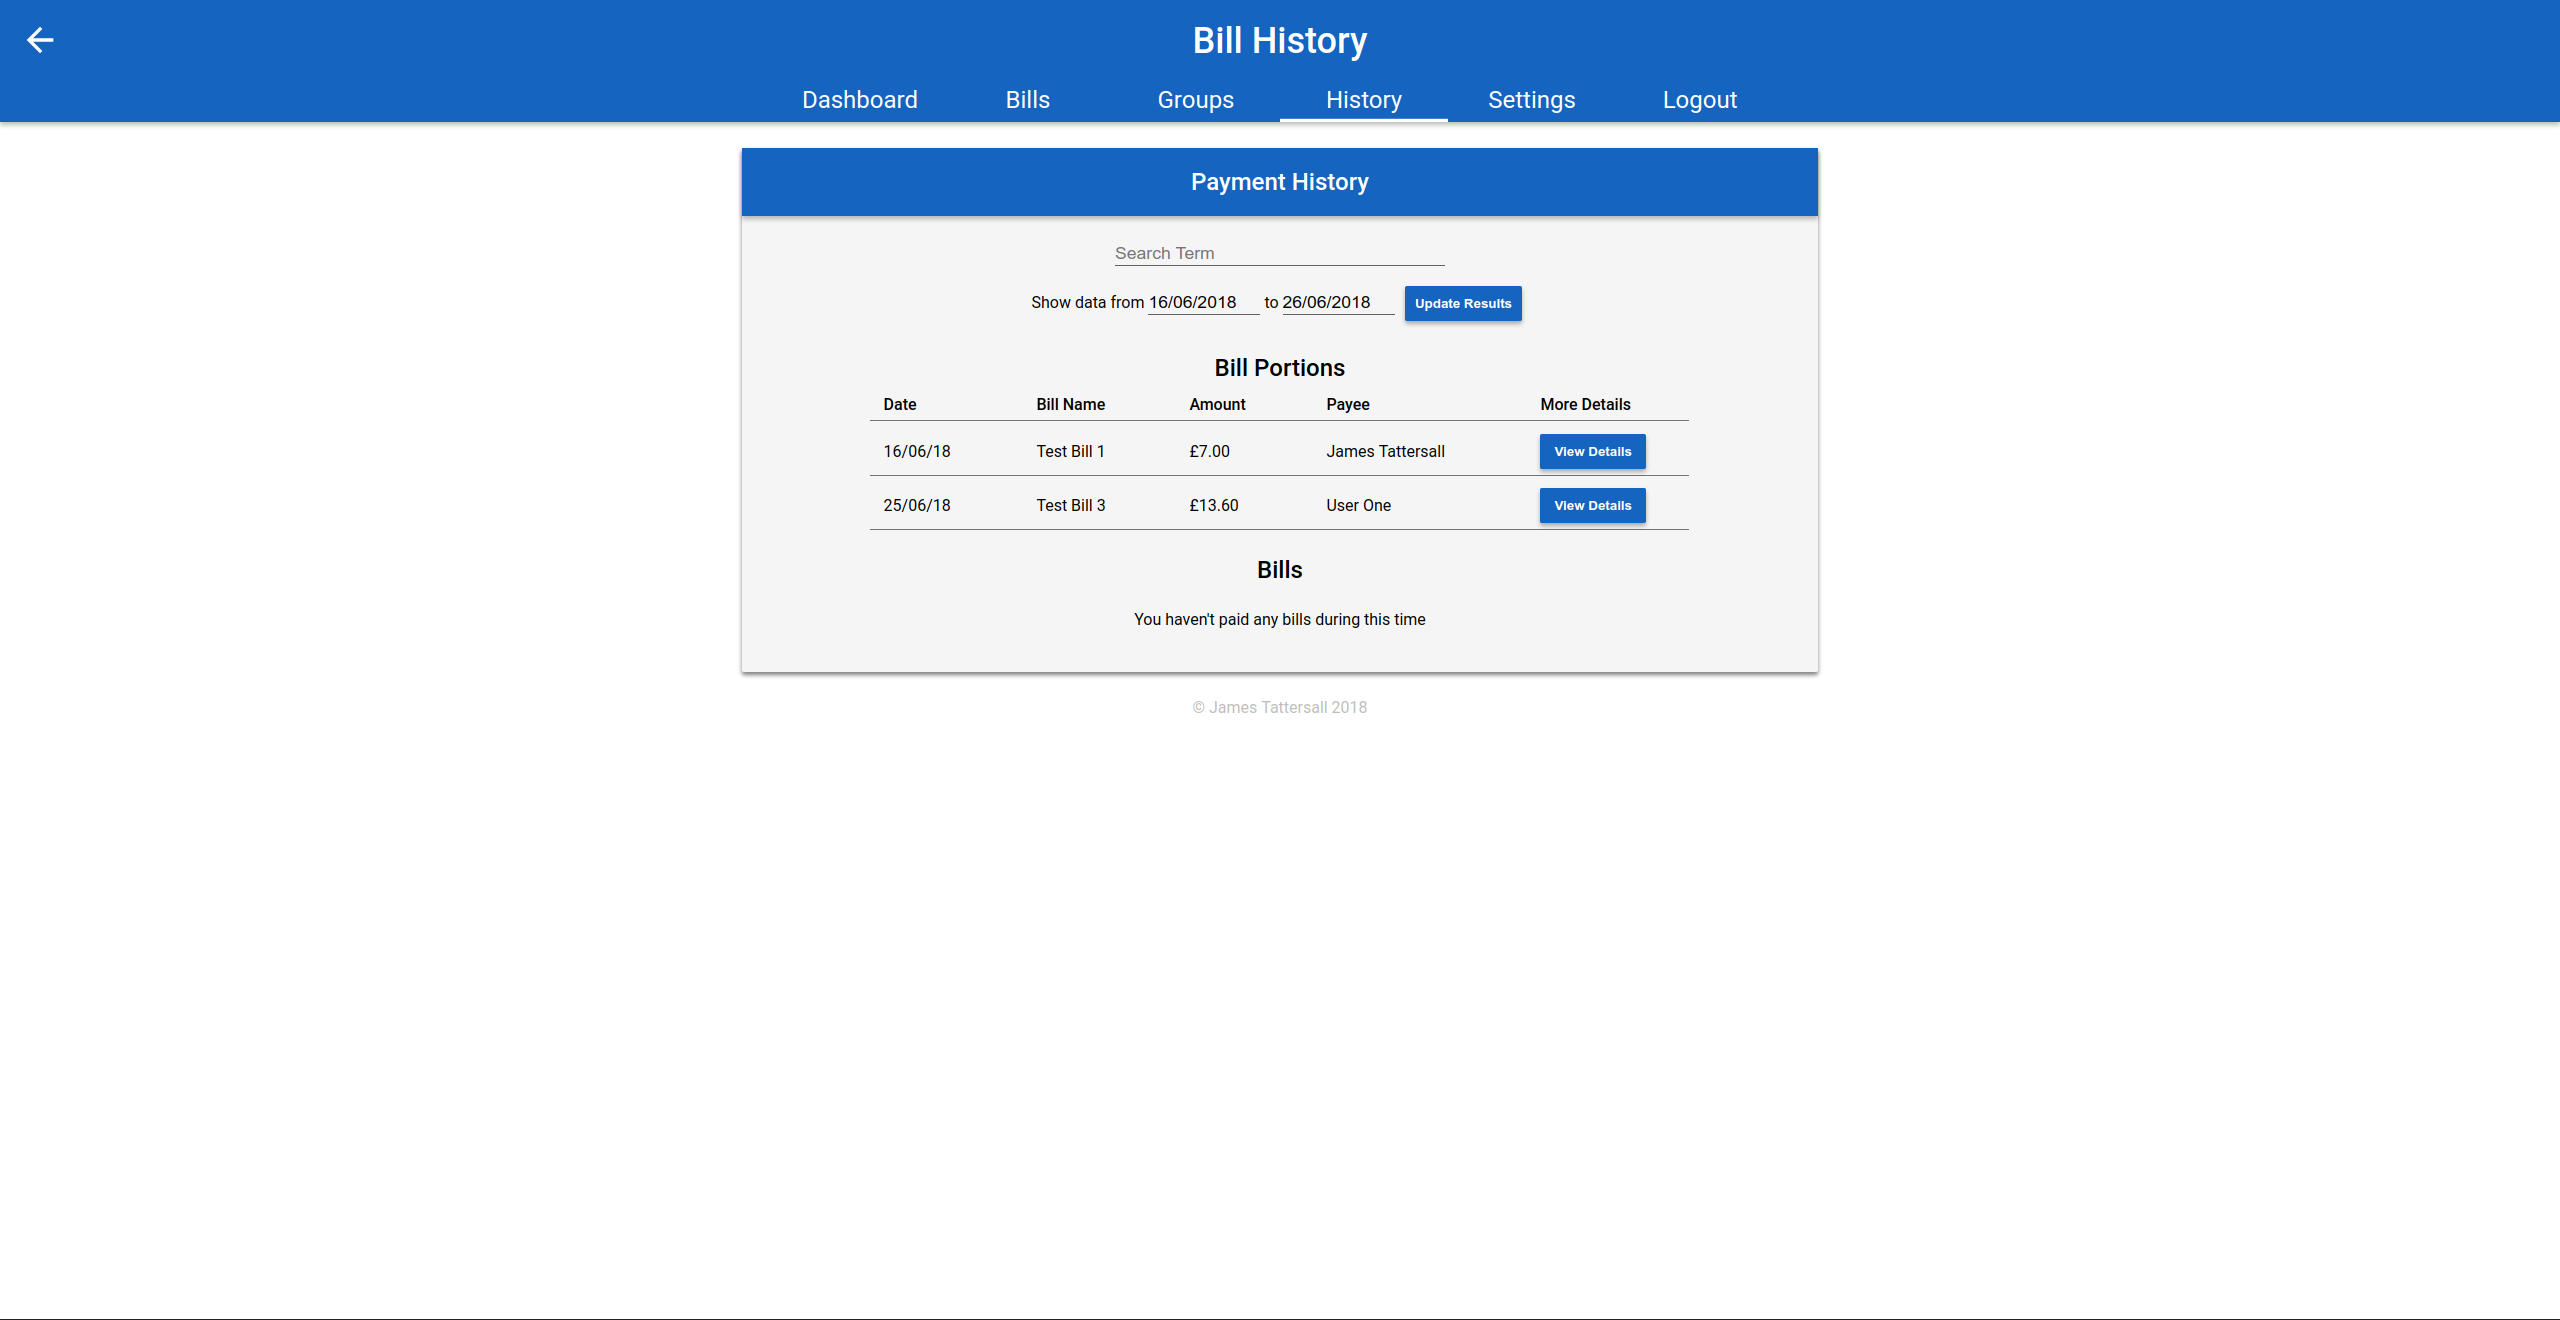 Bill History
Dashboard Bills Groups History Settings Logout
Payment History
Search Term
Show data from 16/06/2018 to 26/06/2018 Update Results
Bill Portions
Date Bill Name Amount Payee More Details
16/06/18 Test Bill 1 £7.00 James Tattersall View Details
25/06/18 Test Bill 3 £13.60 User One View Details
Bills
You haven't paid any bills during this time
© James Tattersall 2018